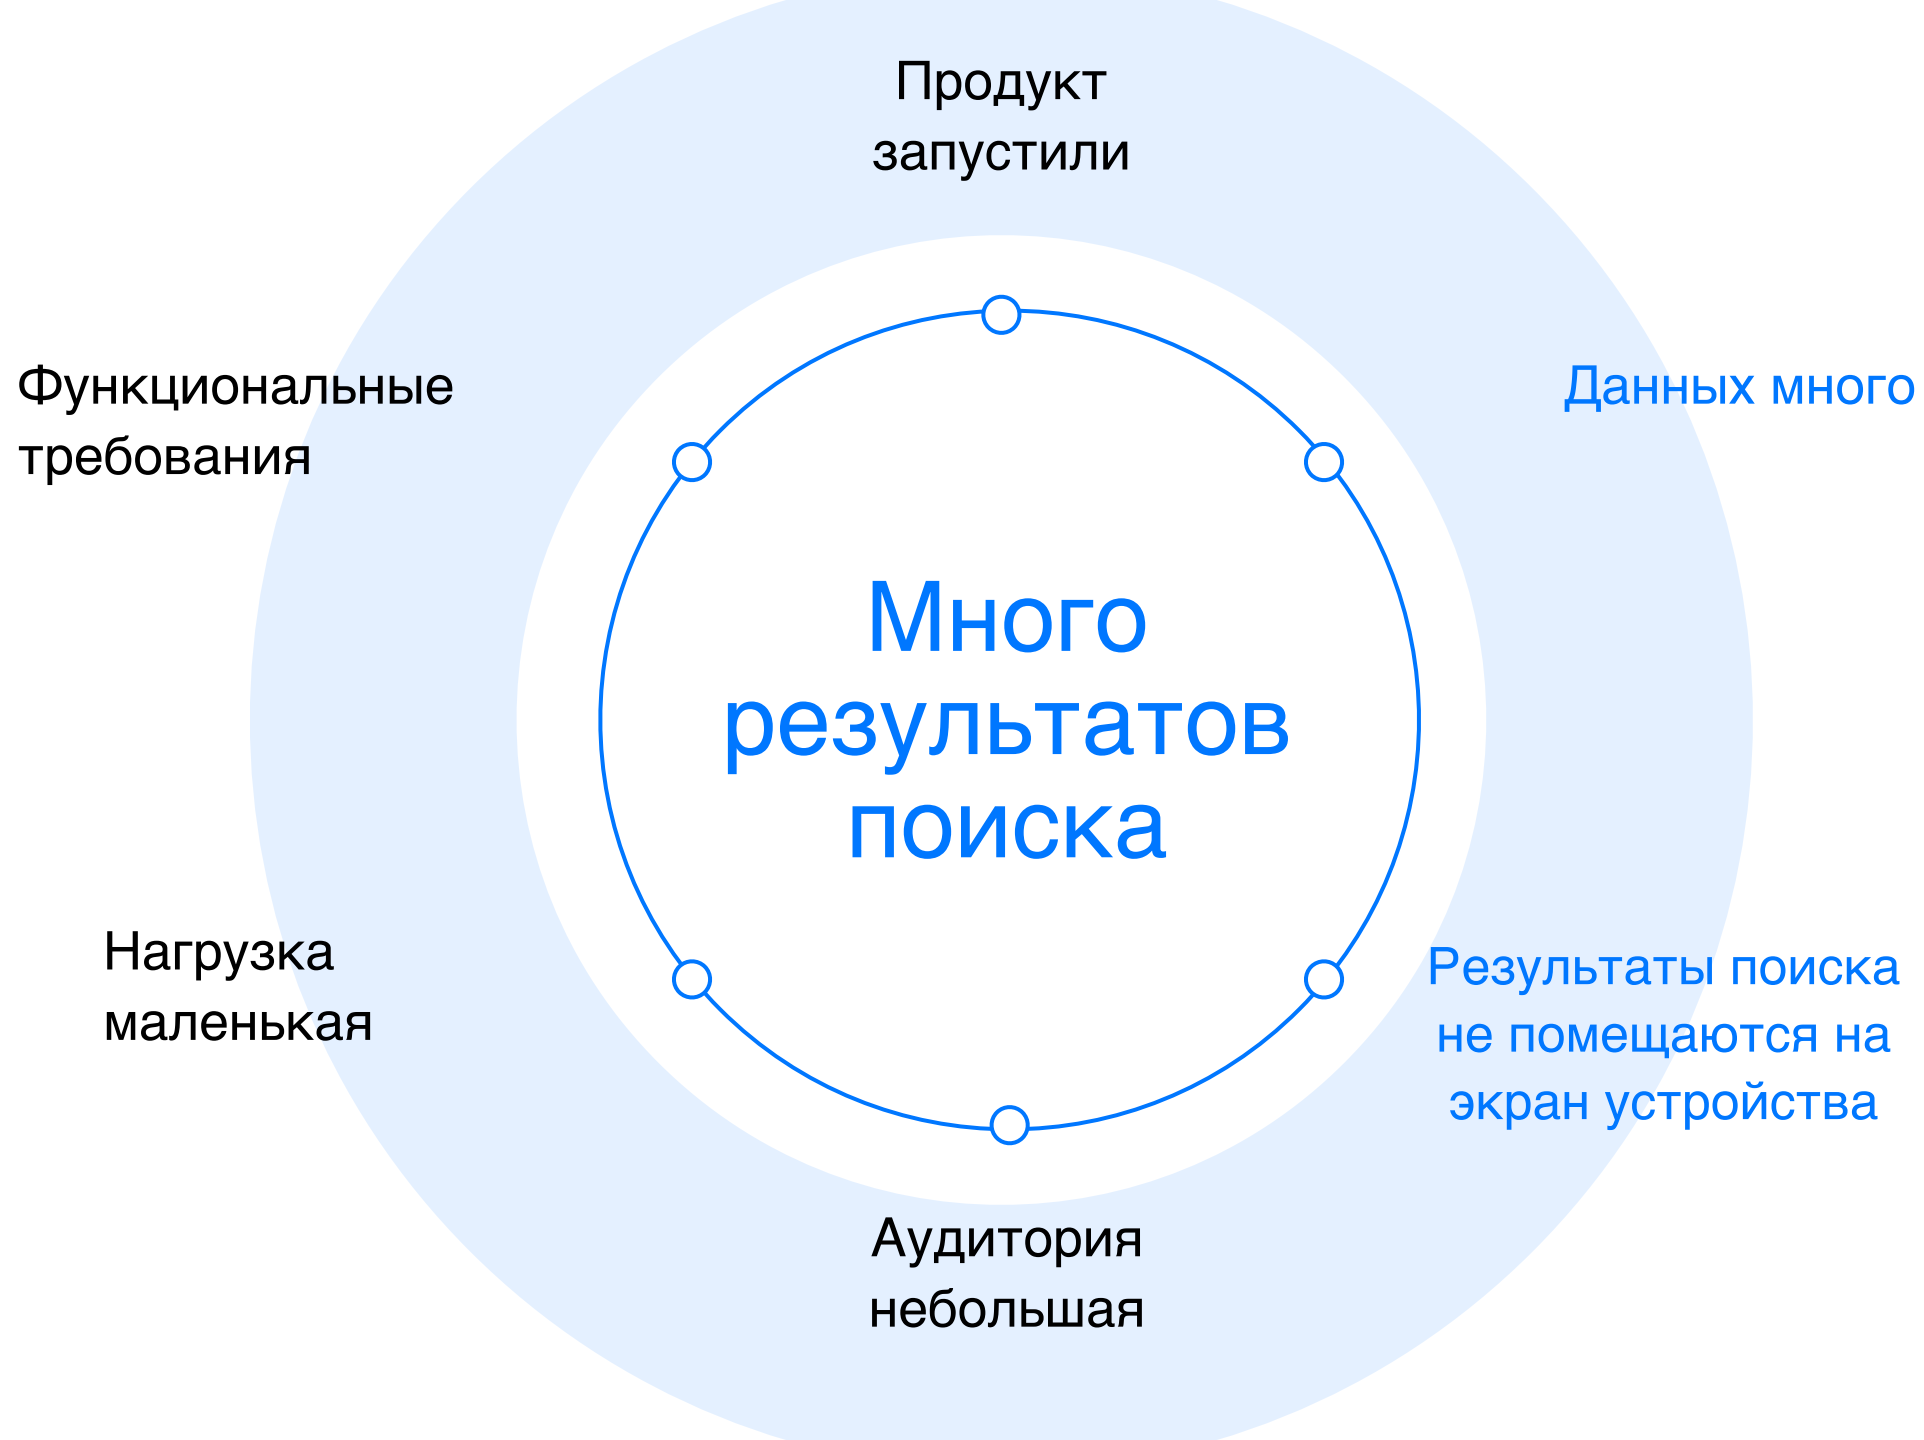 Продукт
запустили
Функциональные
требования
Данных много
Много
результатов
поиска
Нагрузка
маленькая
Результаты поиска
не помещаются на
экран устройства
Аудитория
небольшая